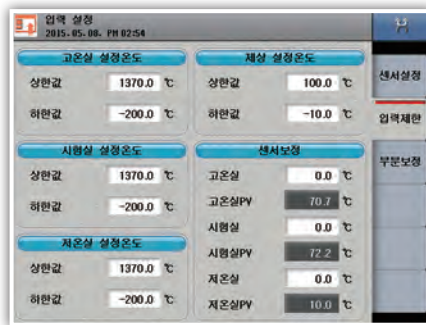 입력 설정
2015.05.08. PM 02:54
고온실 설정온도
상한값 1370.0 ℃
하한값 -200.0 ℃
시험실 설정온도
상한값 1370.0 ℃
하한값 -200.0 ℃
저온실 설정온도
상한값 1370.0 ℃
하한값 -200.0 ℃
제상 설정온도
상한값 100.0 ℃
하한값 -10.0 ℃
센서보정
고온실 0.0 ℃
고온실PV 70.7 ℃
시험실 0.0 ℃
시험실PV 72.2 ℃
저온실 0.0 ℃
저온실PV 10.0 ℃
센서설정
입력제한
부분보정